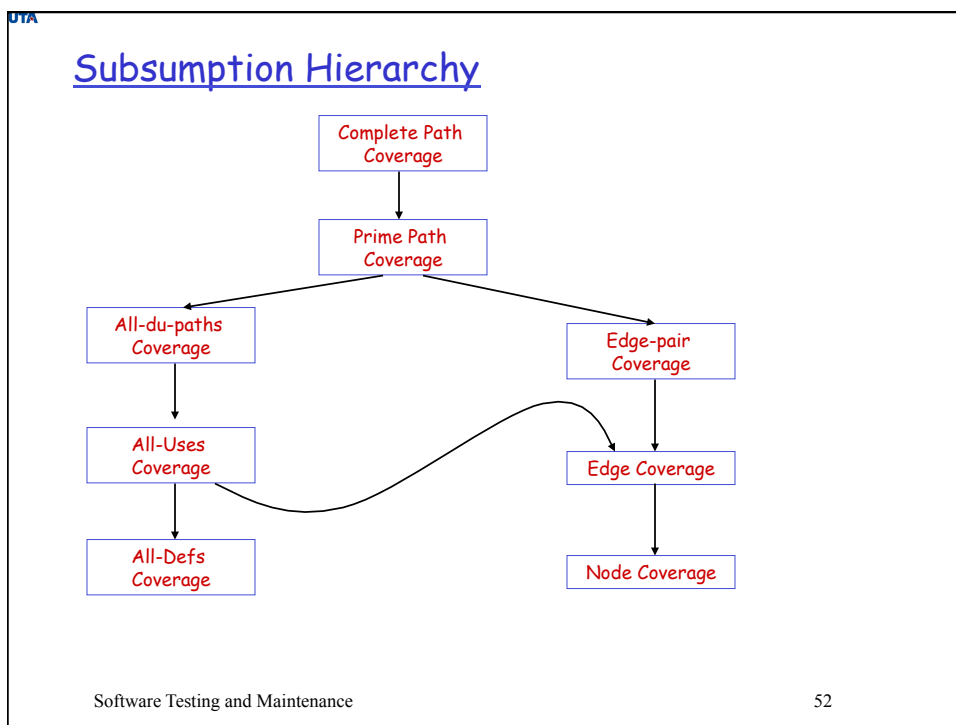 UTA
Subsumption Hierarchy
Complete Path
Coverage
Prime Path
Coverage
All-du-paths
Coverage
Edge-pair
Coverage
All-Uses
Coverage
Edge Coverage
All-Defs
Coverage
Node Coverage
Software Testing and Maintenance
52